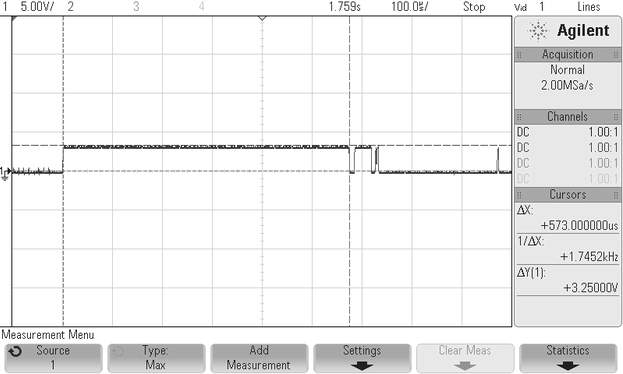 1 5.00V/ 2 3 4 1.759s 100.0us/ Stop Vid 1 Lines
Agilent
Acquisition
Normal
2.00MSa/s
Channels
DC 1.00:1
DC 1.00:1
DC 1.00:1
DC 1.00:1
Cursors
ΔX:
+573.000000us
1/ΔX:
+1.7452kHz
ΔY(1):
+3.25000V
1
Measurement Menu
Source
1
Type:
Max
Add
Measurement
Settings
Clear Meas
Statistics